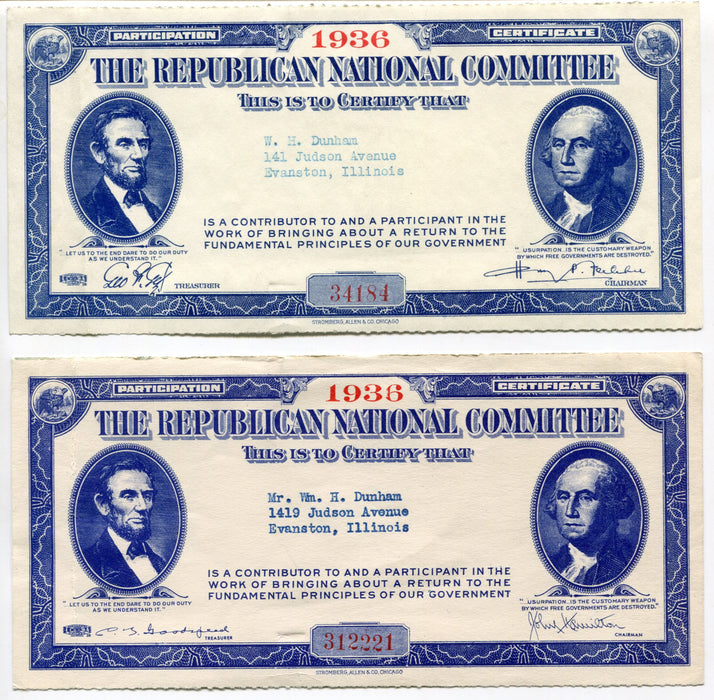 PARTICIPATION 1936 CERTIFICATE
THE REPUBLICAN NATIONAL COMMITTEE
THIS IS TO CERTIFY THAT
W. H. Dunham
141 Judson Avenue
Evanston, Illinois
IS A CONTRIBUTOR TO AND A PARTICIPANT IN THE
WORK OF BRINGING ABOUT A RETURN TO THE
FUNDAMENTAL PRINCIPLES OF OUR GOVERNMENT
"..LET US TO THE END DARE TO DO OUR DUTY
AS WE UNDERSTAND IT."
"..USURPATION..IS THE CUSTOMARY WEAPON
BY WHICH FREE GOVERNMENTS ARE DESTROYED."
TREASURER
34184
CHAIRMAN
STROMBERG, ALLEN & CO. CHICAGO
PARTICIPATION 1936 CERTIFICATE
THE REPUBLICAN NATIONAL COMMITTEE
THIS IS TO CERTIFY THAT
Mr. Wm. H. Dunham
1419 Judson Avenue
Evanston, Illinois
IS A CONTRIBUTOR TO AND A PARTICIPANT IN THE
WORK OF BRINGING ABOUT A RETURN TO THE
FUNDAMENTAL PRINCIPLES OF OUR GOVERNMENT
"..LET US TO THE END DARE TO DO OUR DUTY
AS WE UNDERSTAND IT."
"..USURPATION..IS THE CUSTOMARY WEAPON
BY WHICH FREE GOVERNMENTS ARE DESTROYED."
C. B. Goodspeed
TREASURER
312221
John Hamilton
CHAIRMAN
STROMBERG, ALLEN & CO. CHICAGO